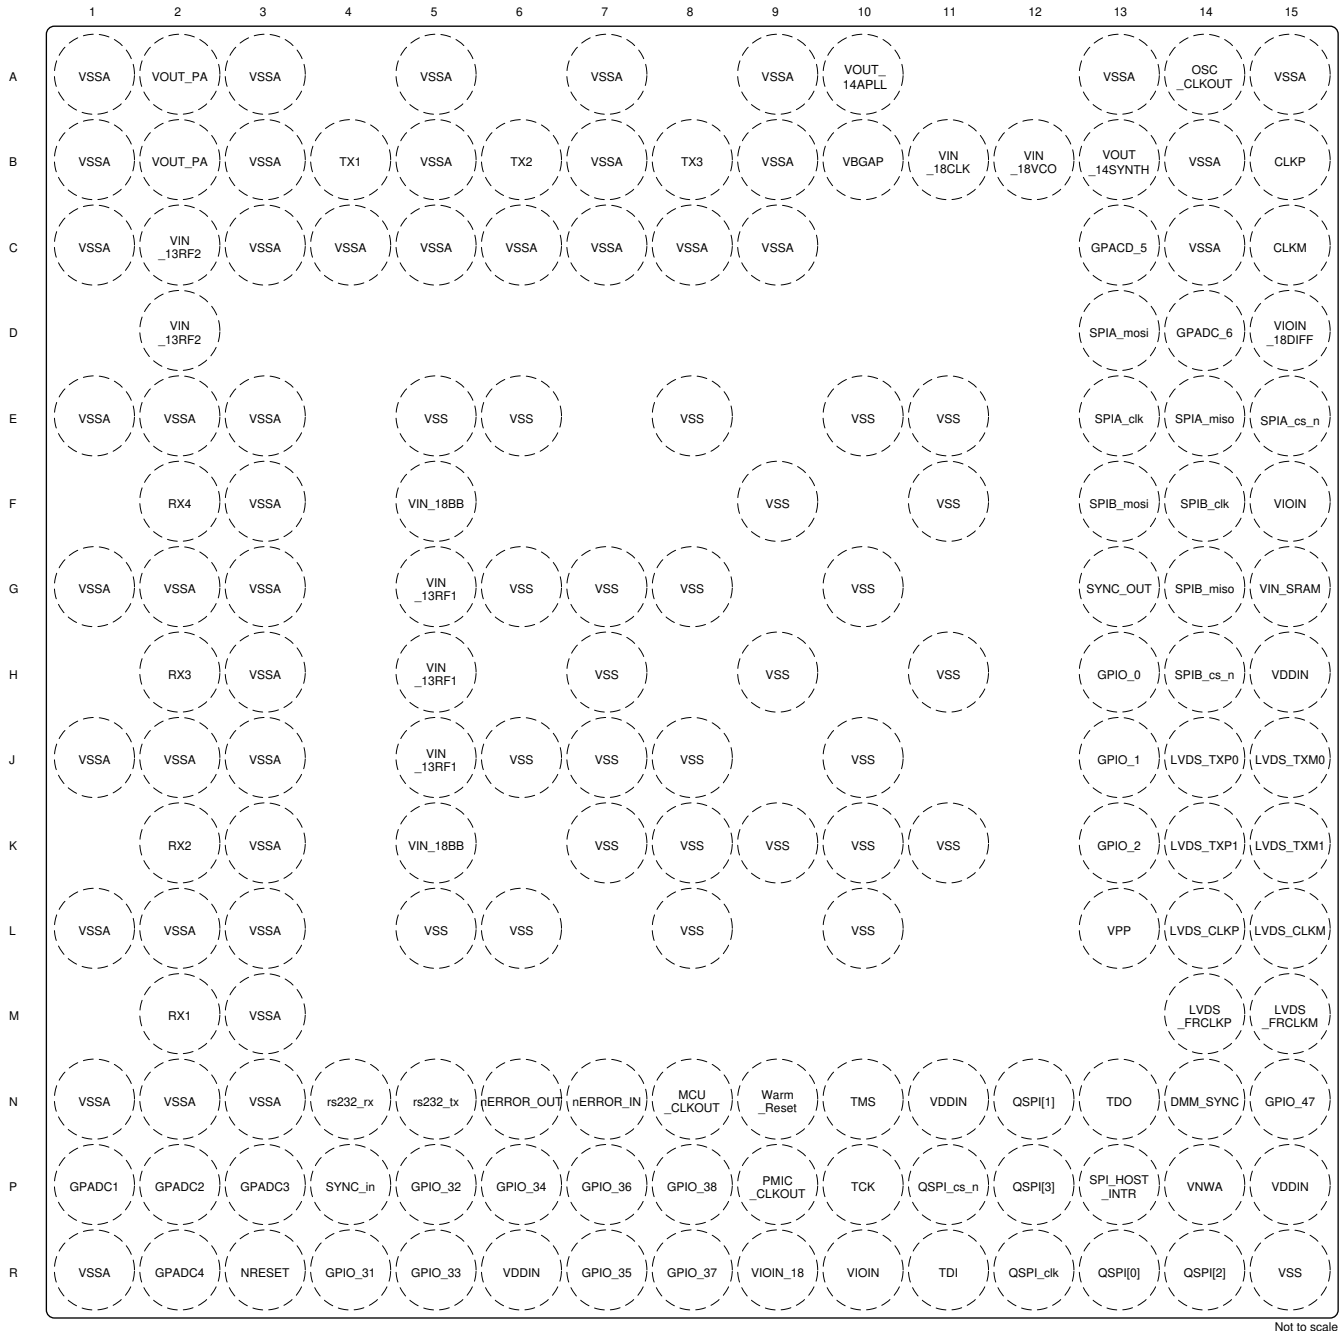 1 2 3 4 5 6 7 8 9 10 11 12 13 14 15
A VSSA VOUT_PA VSSA VSSA VSSA VSSA VOUT_
14APLL VSSA OSC
_CLKOUT VSSA
B VSSA VOUT_PA VSSA TX1 VSSA TX2 VSSA TX3 VSSA VBGAP VIN
_18CLK VIN
_18VCO VOUT
_14SYNTH VSSA CLKP
C VSSA VIN
_13RF2 VSSA VSSA VSSA VSSA VSSA VSSA VSSA GPACD_5 VSSA CLKM
D VIN
_13RF2 SPIA_mosi GPADC_6 VIOIN
_18DIFF
E VSSA VSSA VSSA VSS VSS VSS VSS VSS SPIA_clk SPIA_miso SPIA_cs_n
F RX4 VSSA VIN_18BB VSS VSS SPIB_mosi SPIB_clk VIOIN
G VSSA VSSA VSSA VIN
_13RF1 VSS VSS VSS VSS SYNC_OUT SPIB_miso VIN_SRAM
H RX3 VSSA VIN
_13RF1 VSS VSS VSS GPIO_0 SPIB_cs_n VDDIN
J VSSA VSSA VSSA VIN
_13RF1 VSS VSS VSS VSS GPIO_1 LVDS_TXP0 LVDS_TXM0
K RX2 VSSA VIN_18BB VSS VSS VSS VSS VSS GPIO_2 LVDS_TXP1 LVDS_TXM1
L VSSA VSSA VSSA VSS VSS VSS VSS VPP LVDS_CLKP LVDS_CLKM
M RX1 VSSA LVDS
_FRCLKP LVDS
_FRCLKM
N VSSA VSSA VSSA rs232_rx rs232_tx nERROR_OUT nERROR_IN MCU
_CLKOUT Warm
_Reset TMS VDDIN QSPI[1] TDO DMM_SYNC GPIO_47
P GPADC1 GPADC2 GPADC3 SYNC_in GPIO_32 GPIO_34 GPIO_36 GPIO_38 PMIC
_CLKOUT TCK QSPI_cs_n QSPI[3] SPI_HOST
_INTR VNWA VDDIN
R VSSA GPADC4 NRESET GPIO_31 GPIO_33 VDDIN GPIO_35 GPIO_37 VIOIN_18 VIOIN TDI QSPI_clk QSPI[0] QSPI[2] VSS
Not to scale